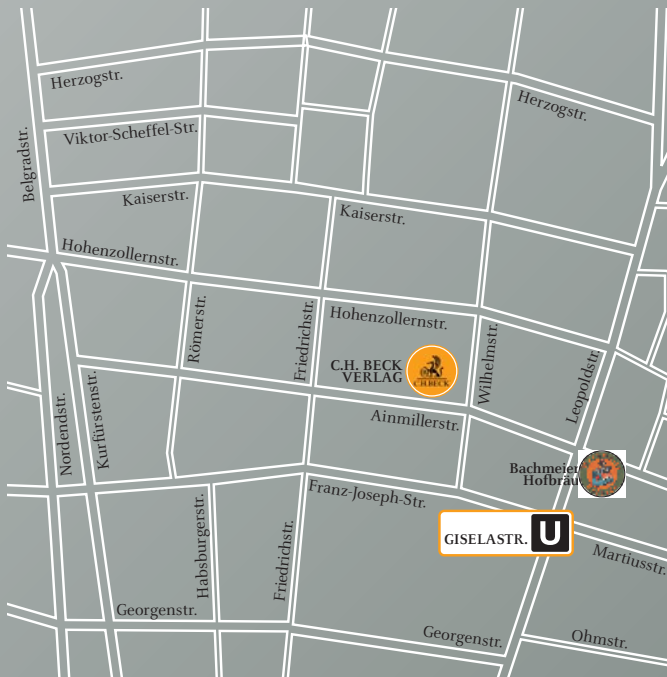 Herzogstr.
Herzogstr.
Viktor-Scheffel-Str.
Belgradstr.
Kaiserstr.
Kaiserstr.
Hohenzollernstr.
Hohenzollernstr.
Römerstr.
Friedrichstr.
C.H. BECK
VERLAG
C.H.BECK
Wilhelmstr.
Leopoldstr.
Nordendstr.
Kurfürstenstr.
Ainmillerstr.
Bachmeier
Hofbräu
Franz-Joseph-Str.
GISELASTR. U
Habsburgerstr.
Friedrichstr.
Martiusstr.
Georgenstr.
Georgenstr.
Ohmstr.